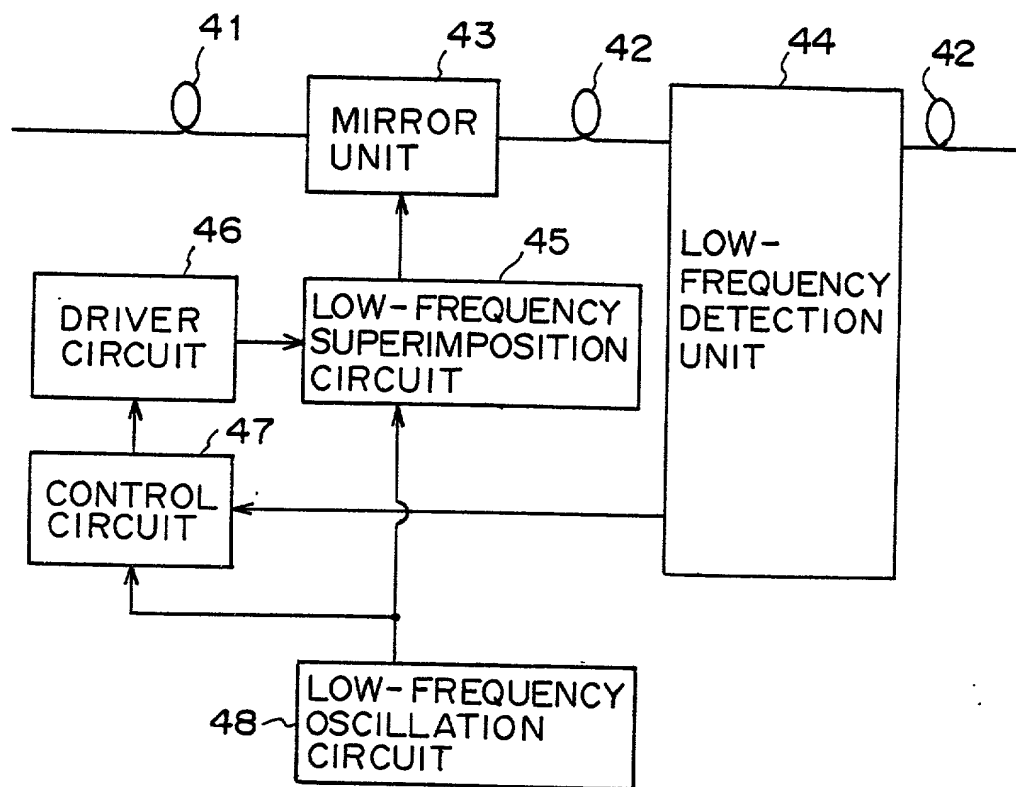 41
43
42
44
42
MIRROR
UNIT
46
45
LOW-
FREQUENCY
DETECTION
UNIT
DRIVER
CIRCUIT
LOW-FREQUENCY
SUPERIMPOSITION
CIRCUIT
47
CONTROL
CIRCUIT
48
LOW-FREQUENCY
OSCILLATION
CIRCUIT